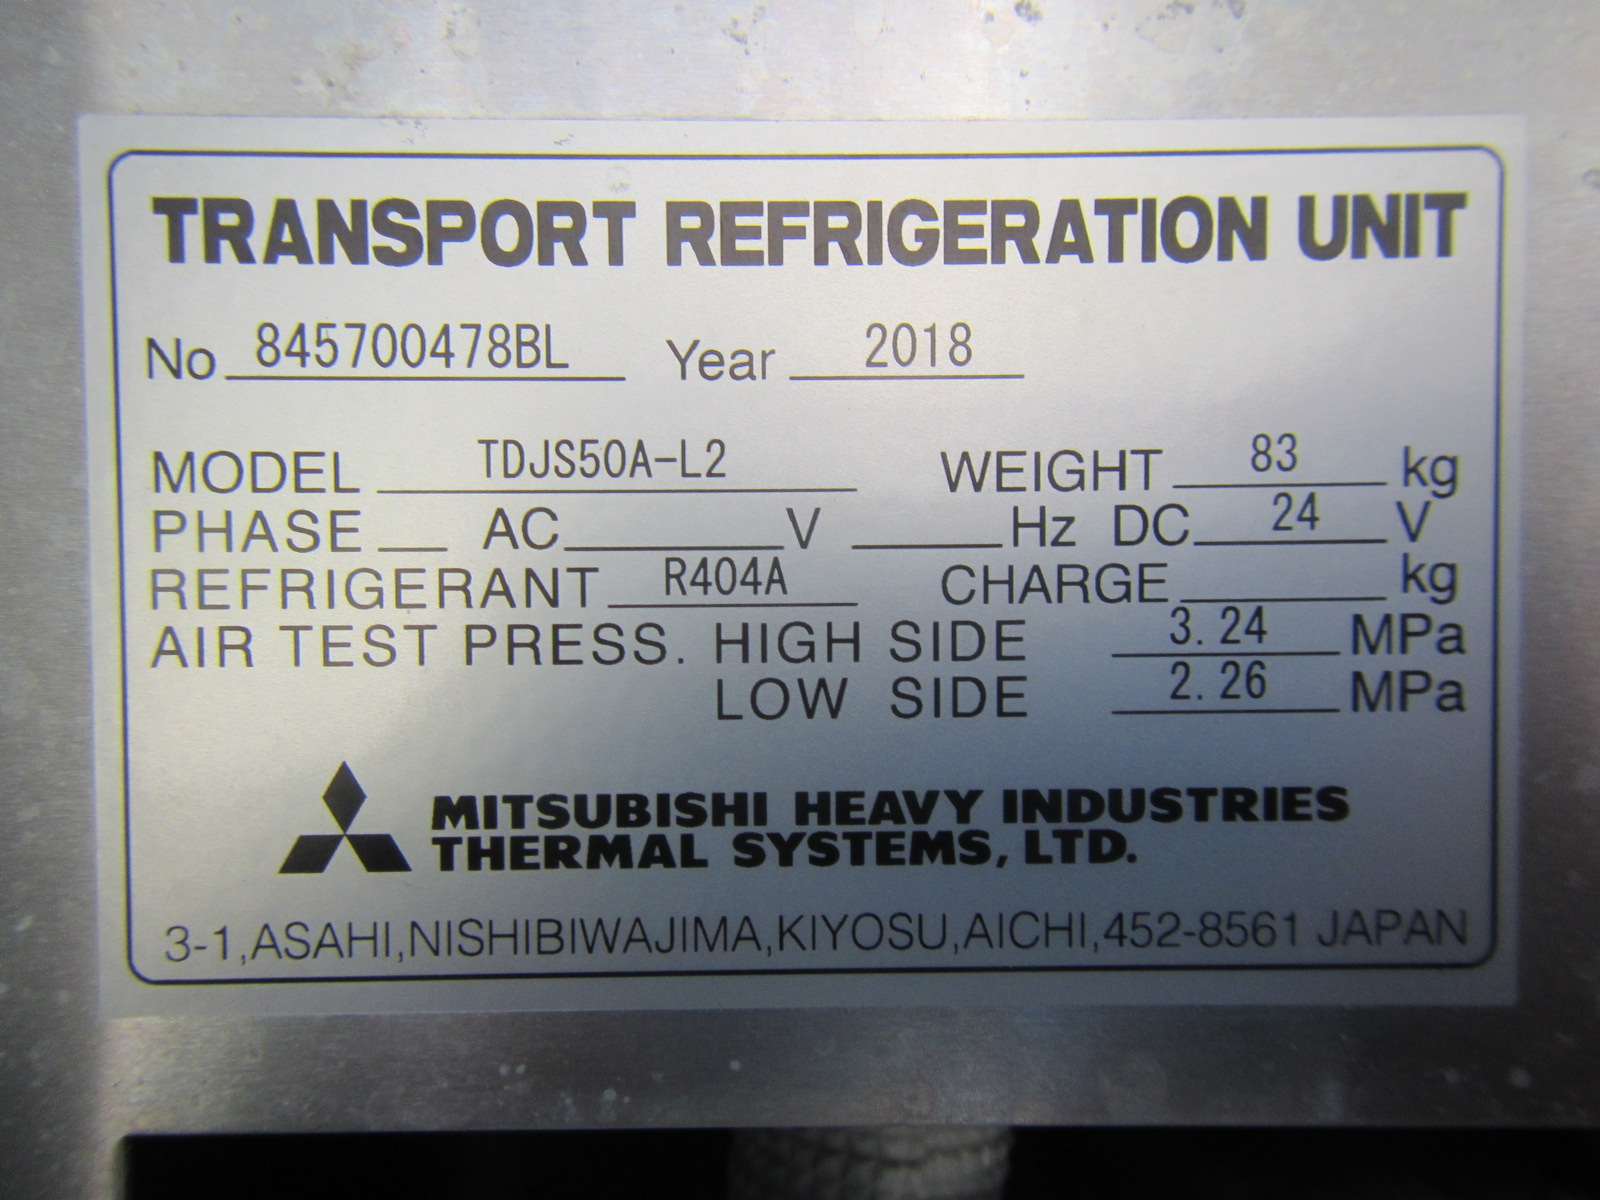 TRANSPORT REFRIGERATION UNIT
No 845700478BL Year 2018
MODEL TDJS50A-L2 WEIGHT 83 kg
PHASE AC V Hz DC 24 V
REFRIGERANT R404A CHARGE kg
AIR TEST PRESS. HIGH SIDE 3.24 MPa
LOW SIDE 2.26 MPa
MITSUBISHI HEAVY INDUSTRIES
THERMAL SYSTEMS, LTD.
3-1,ASAHI,NISHIBIWAJIMA,KIYOSU,AICHI,452-8561 JAPAN